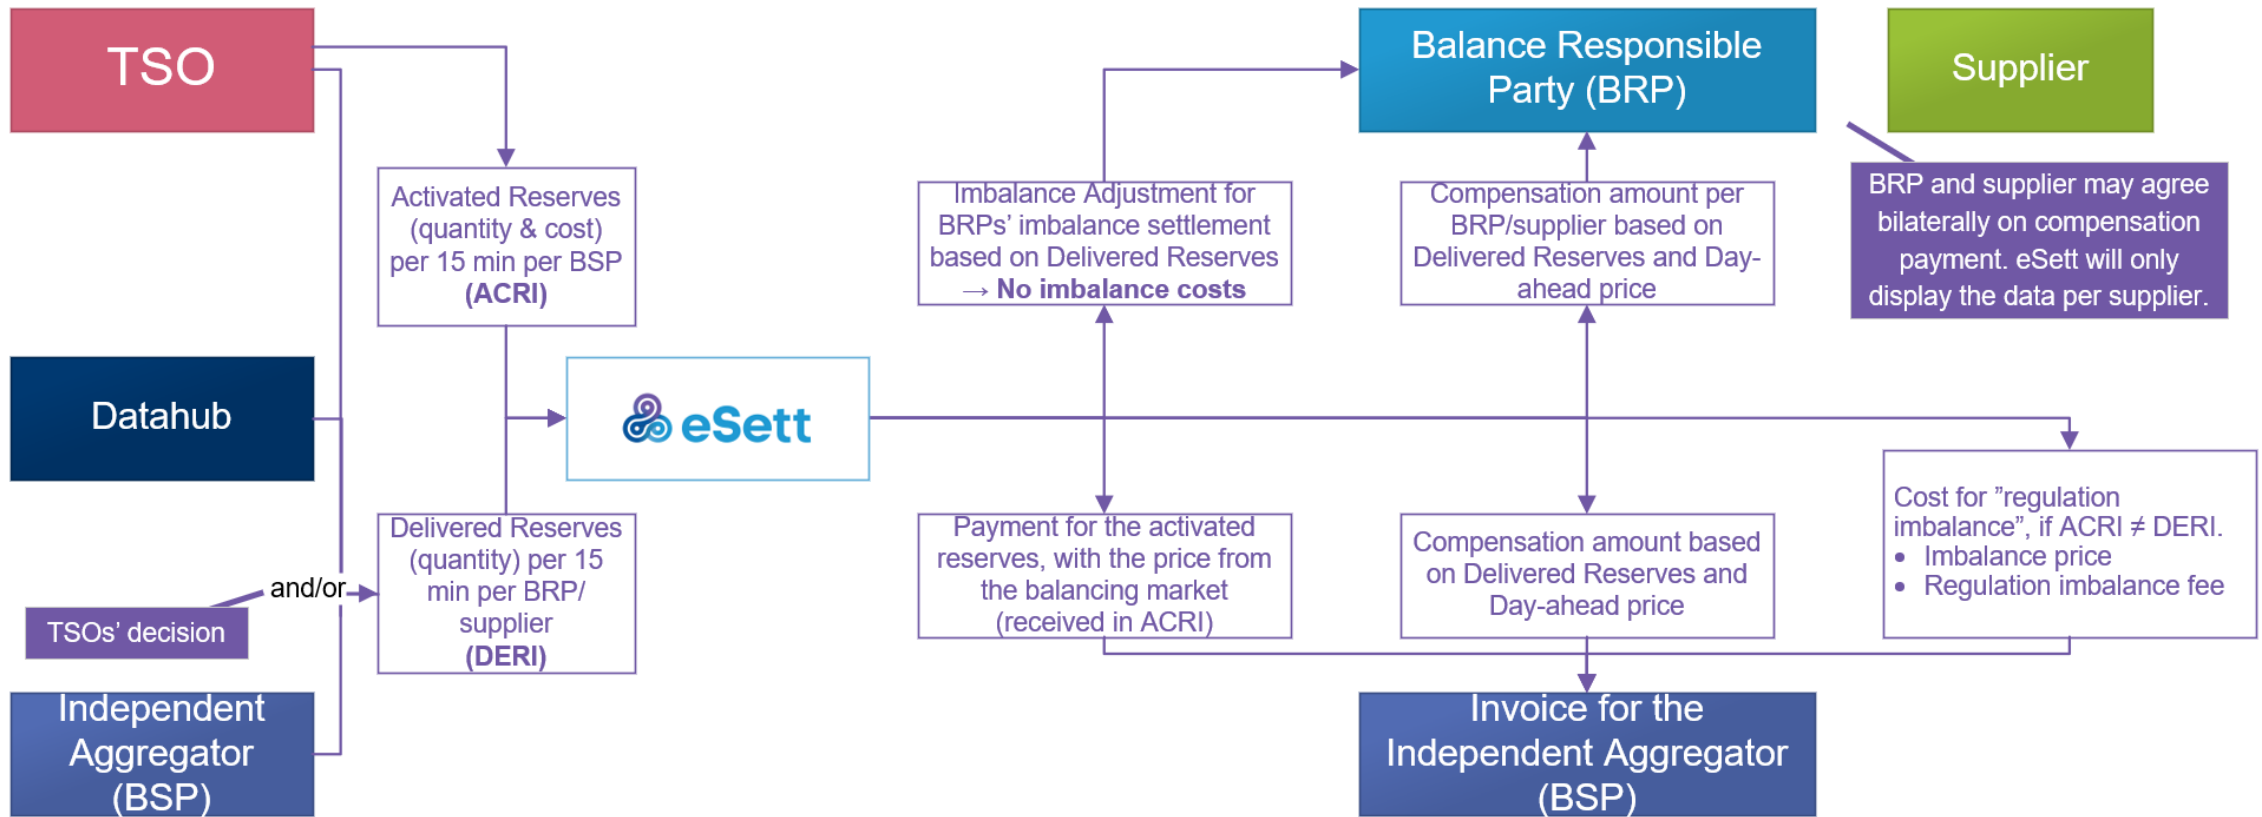 TSO
Balance Responsible
Party (BRP)
Supplier
Activated Reserves
(quantity & cost)
per 15 min per BSP
(ACRI)
Imbalance Adjustment for
BRPs’ imbalance settlement
based on Delivered Reserves
→ No imbalance costs
Compensation amount per
BRP/supplier based on
Delivered Reserves and Day-
ahead price
BRP and supplier may agree
bilaterally on compensation
payment. eSett will only
display the data per supplier.
Datahub
eSett
Delivered Reserves
(quantity) per 15
min per BRP/
supplier
(DERI)
and/or
TSOs’ decision
Payment for the activated
reserves, with the price from
the balancing market
(received in ACRI)
Compensation amount based
on Delivered Reserves and
Day-ahead price
Cost for ”regulation
imbalance”, if ACRI ≠ DERI.
• Imbalance price
• Regulation imbalance fee
Independent
Aggregator
(BSP)
Invoice for the
Independent Aggregator
(BSP)